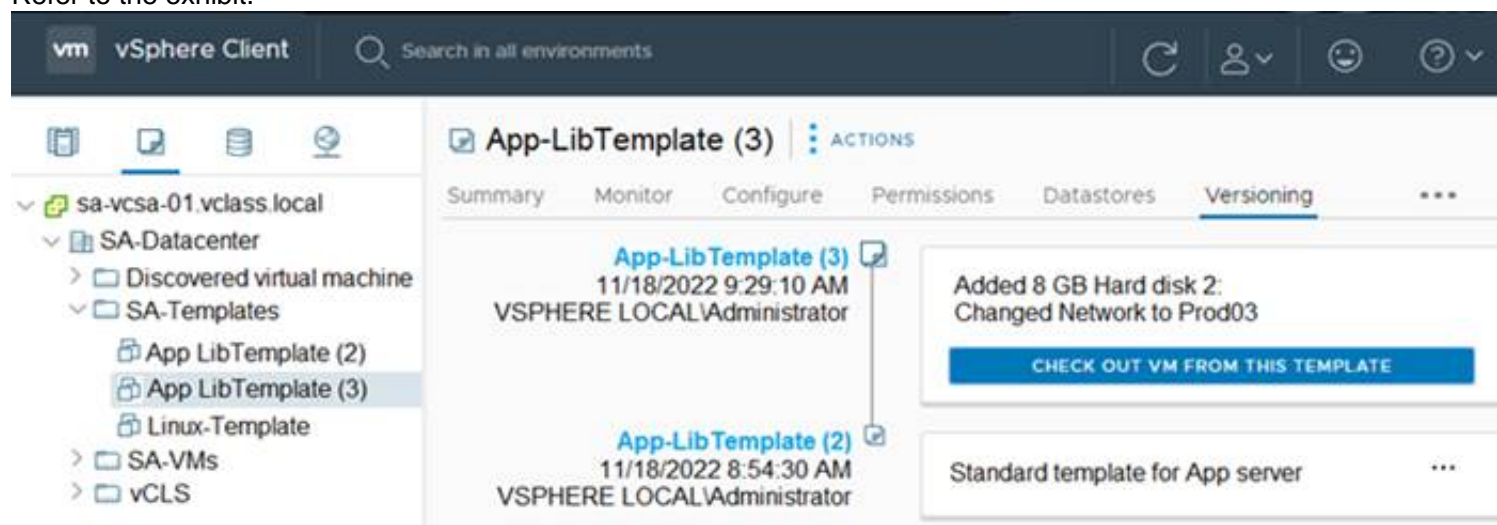 Refer to the exhibit.
vm vSphere Client Search in all environments
App-LibTemplate (3) ACTIONS
Summary Monitor Configure Permissions Datastores Versioning ...
sa-vcsa-01.vclass.local
SA-Datacenter
Discovered virtual machine
SA-Templates
App LibTemplate (2)
App LibTemplate (3)
Linux-Template
SA-VMs
vCLS
App-LibTemplate (3)
11/18/2022 9:29:10 AM
VSPHERE LOCAL\Administrator
Added 8 GB Hard disk 2:
Changed Network to Prod03
CHECK OUT VM FROM THIS TEMPLATE
App-LibTemplate (2)
11/18/2022 8:54:30 AM
VSPHERE LOCAL\Administrator
Standard template for App server ...